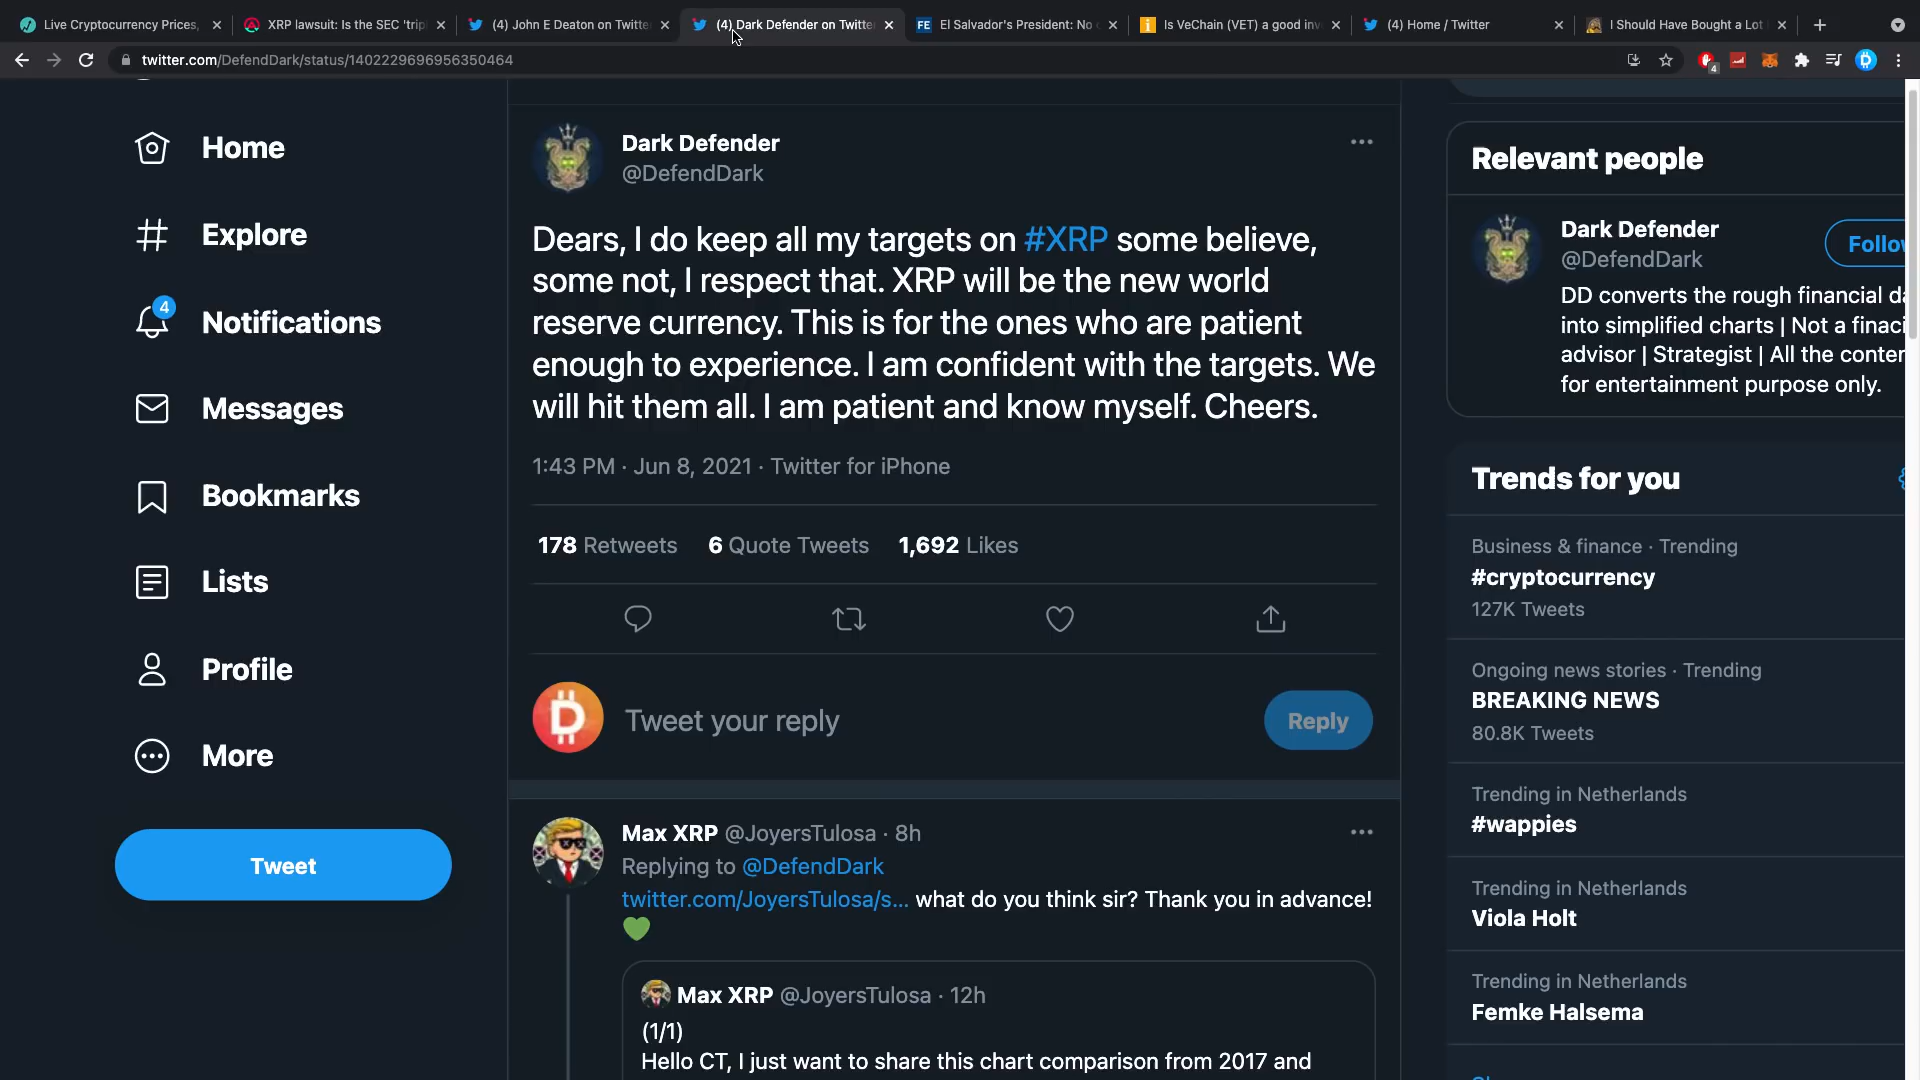 Live Cryptocurrency Prices,
XRP lawsuit: Is the SEC 'trip
(4) John E Deaton on Twitte
(4) Dark Defender on Twitte
El Salvador's President: No
Is VeChain (VET) a good inv
(4) Home / Twitter
I Should Have Bought a Lot
twitter.com/DefendDark/status/1402229696956350464
4
Home
Explore
4
Notifications
Messages
Bookmarks
Lists
Profile
More
Tweet
Dark Defender
@DefendDark
Dears, I do keep all my targets on #XRP some believe,
some not, I respect that. XRP will be the new world
reserve currency. This is for the ones who are patient
enough to experience. I am confident with the targets. We
will hit them all. I am patient and know myself. Cheers.
1:43 PM · Jun 8, 2021 · Twitter for iPhone
178 Retweets 6 Quote Tweets 1,692 Likes
Tweet your reply
Reply
Max XRP @JoyersTulosa · 8h
Replying to @DefendDark
twitter.com/JoyersTulosa/s... what do you think sir? Thank you in advance!
Max XRP @JoyersTulosa · 12h
(1/1)
Hello CT, I just want to share this chart comparison from 2017 and
Relevant people
Dark Defender
@DefendDark
Follow
DD converts the rough financial da
into simplified charts | Not a finaci
advisor | Strategist | All the conter
for entertainment purpose only.
Trends for you
Business & finance · Trending
#cryptocurrency
127K Tweets
Ongoing news stories · Trending
BREAKING NEWS
80.8K Tweets
Trending in Netherlands
#wappies
Trending in Netherlands
Viola Holt
Trending in Netherlands
Femke Halsema